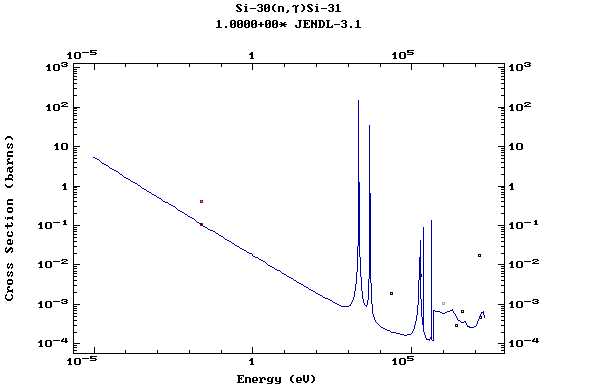 Si-30(n,γ)Si-31
1.0000+00* JENDL-3.1
10⁻⁵ 1 10⁵
10³ 10³
10² 10²
10 10
1 1
10⁻¹ 10⁻¹
10⁻² 10⁻²
10⁻³ 10⁻³
10⁻⁴ 10⁻⁴
10⁻⁵ 1 10⁵
Cross Section (barns)
Energy (eV)